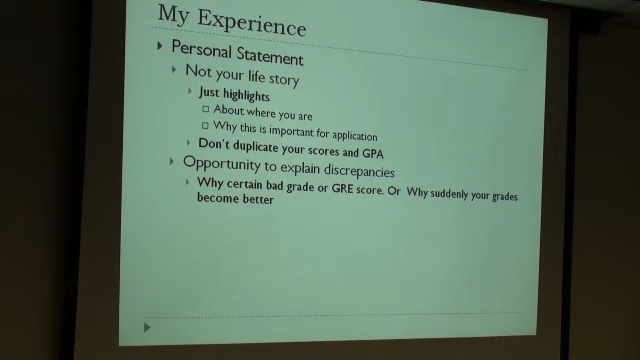 My Experience
Personal Statement
Not your life story
Just highlights
About where you are
Why this is important for application
Don't duplicate your scores and GPA
Opportunity to explain discrepancies
Why certain bad grade or GRE score. Or Why suddenly your grades
become better